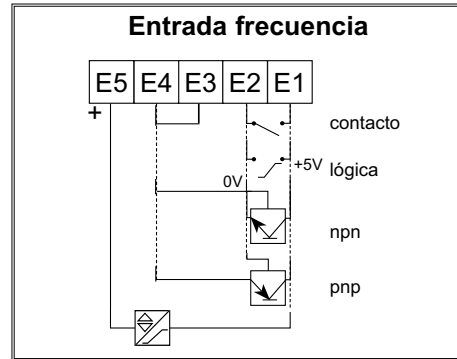 Entrada frecuencia
E5 E4 E3 E2 E1
+
contacto
+5V lógica
0V
npn
pnp